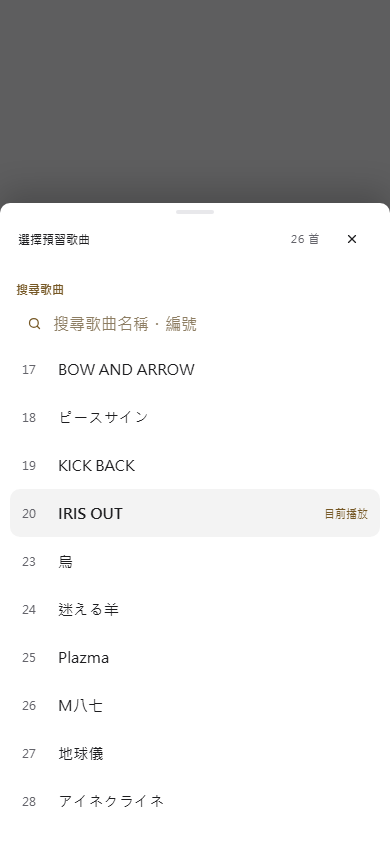 選擇預習歌曲 26 首 ×
搜尋歌曲
搜尋歌曲名稱・編號
17 BOW AND ARROW
18 ピースサイン
19 KICK BACK
20 IRIS OUT 目前播放
23 鳥
24 迷える羊
25 Plazma
26 M八七
27 地球儀
28 アイネクライネ